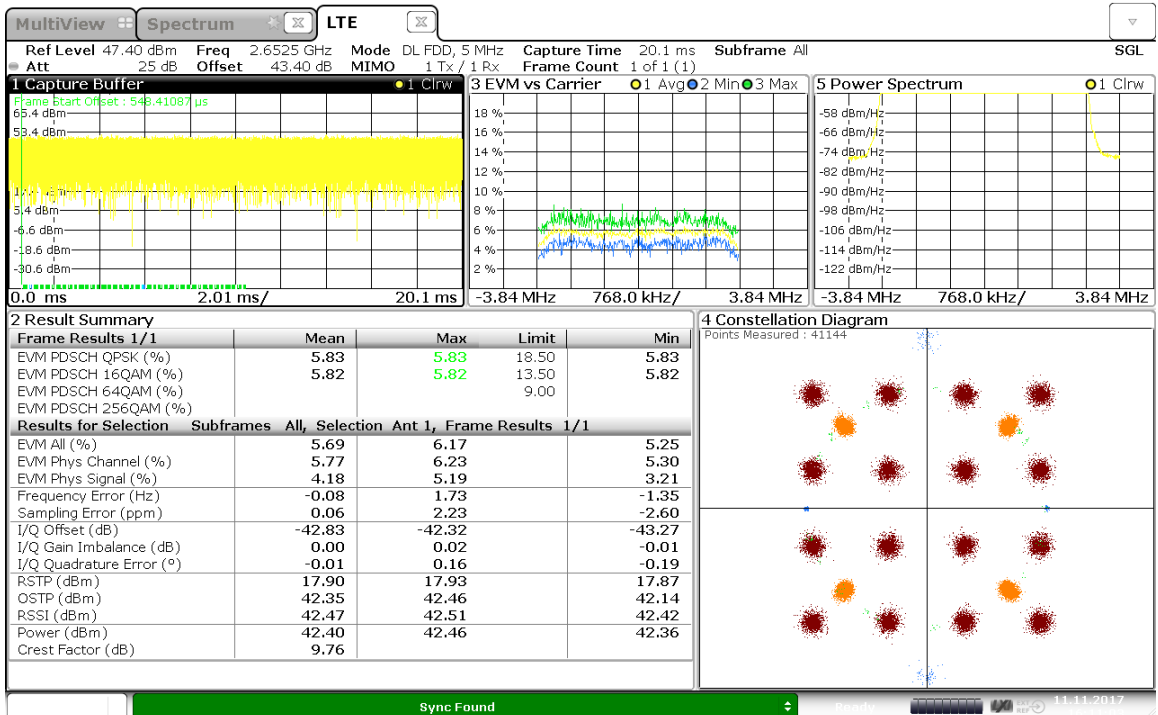 MultiView Spectrum LTE
Ref Level 47.40 dBm Freq 2.6525 GHz Mode DL FDD, 5 MHz Capture Time 20.1 ms Subframe All SGL
Att 25 dB Offset 43.40 dB MIMO 1 Tx / 1 Rx Frame Count 1 of 1 (1)
1 Capture Buffer 1 Clrw
Frame Start Offset : 548.41087 µs
65.4 dBm
53.4 dBm
5.4 dBm
-6.6 dBm
-18.6 dBm
-30.6 dBm
0.0 ms 2.01 ms/ 20.1 ms
3 EVM vs Carrier 1 Avg 2 Min 3 Max
18 %
16 %
14 %
12 %
10 %
8 %
6 %
4 %
2 %
-3.84 MHz 768.0 kHz/ 3.84 MHz
5 Power Spectrum 1 Clrw
-58 dBm/Hz
-66 dBm/Hz
-74 dBm/Hz
-82 dBm/Hz
-90 dBm/Hz
-98 dBm/Hz
-106 dBm/Hz
-114 dBm/Hz
-122 dBm/Hz
-3.84 MHz 768.0 kHz/ 3.84 MHz
2 Result Summary
Frame Results 1/1 Mean Max Limit Min
EVM PDSCH QPSK (%) 5.83 5.83 18.50 5.83
EVM PDSCH 16QAM (%) 5.82 5.82 13.50 5.82
EVM PDSCH 64QAM (%) 9.00
EVM PDSCH 256QAM (%)
Results for Selection Subframes All, Selection Ant 1, Frame Results 1/1
EVM All (%) 5.69 6.17 5.25
EVM Phys Channel (%) 5.77 6.23 5.30
EVM Phys Signal (%) 4.18 5.19 3.21
Frequency Error (Hz) -0.08 1.73 -1.35
Sampling Error (ppm) 0.06 2.23 -2.60
I/Q Offset (dB) -42.83 -42.32 -43.27
I/Q Gain Imbalance (dB) 0.00 0.02 -0.01
I/Q Quadrature Error (°) -0.01 0.16 -0.19
RSTP (dBm) 17.90 17.93 17.87
OSTP (dBm) 42.35 42.46 42.14
RSSI (dBm) 42.47 42.51 42.42
Power (dBm) 42.40 42.46 42.36
Crest Factor (dB) 9.76
4 Constellation Diagram
Points Measured : 41144
Sync Found Ready 11.11.2017